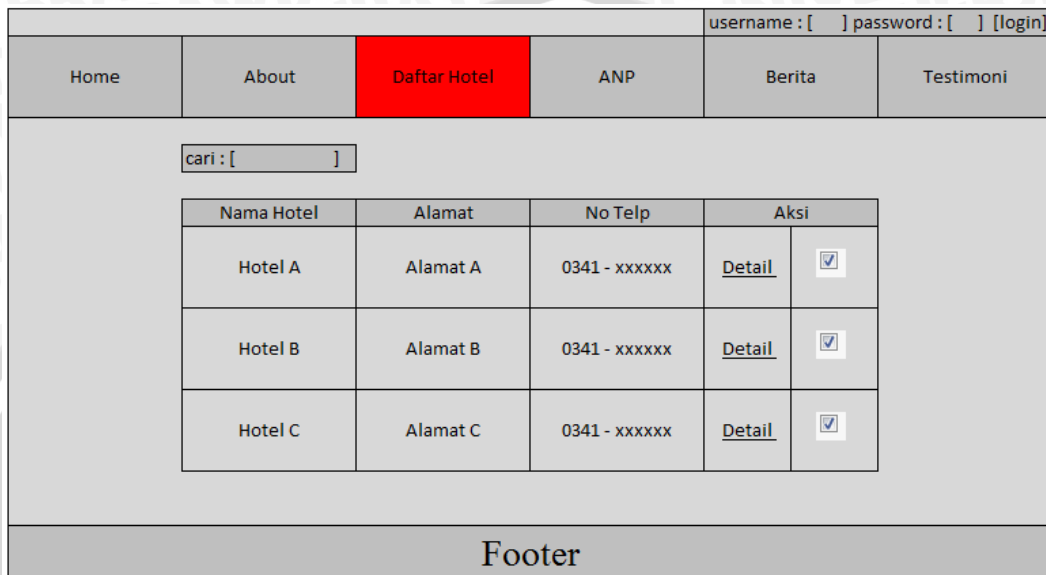 username : [ ] password : [ ] [login]
Home About Daftar Hotel ANP Berita Testimoni
cari : [ ]
Nama Hotel Alamat No Telp Aksi
Hotel A Alamat A 0341 - xxxxxx Detail
Hotel B Alamat B 0341 - xxxxxx Detail
Hotel C Alamat C 0341 - xxxxxx Detail
Footer